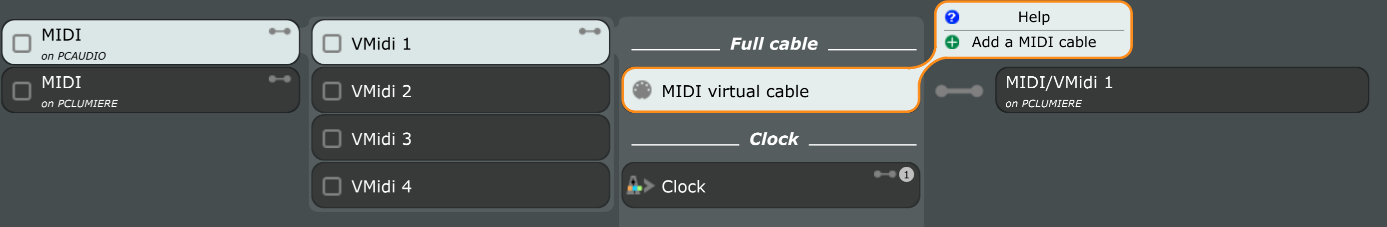 MIDI
on PCAUDIO
MIDI
on PCLUMIERE
VMidi 1
VMidi 2
VMidi 3
VMidi 4
Full cable
MIDI virtual cable
Clock
Clock
1
Help
Add a MIDI cable
MIDI/VMidi 1
on PCLUMIERE